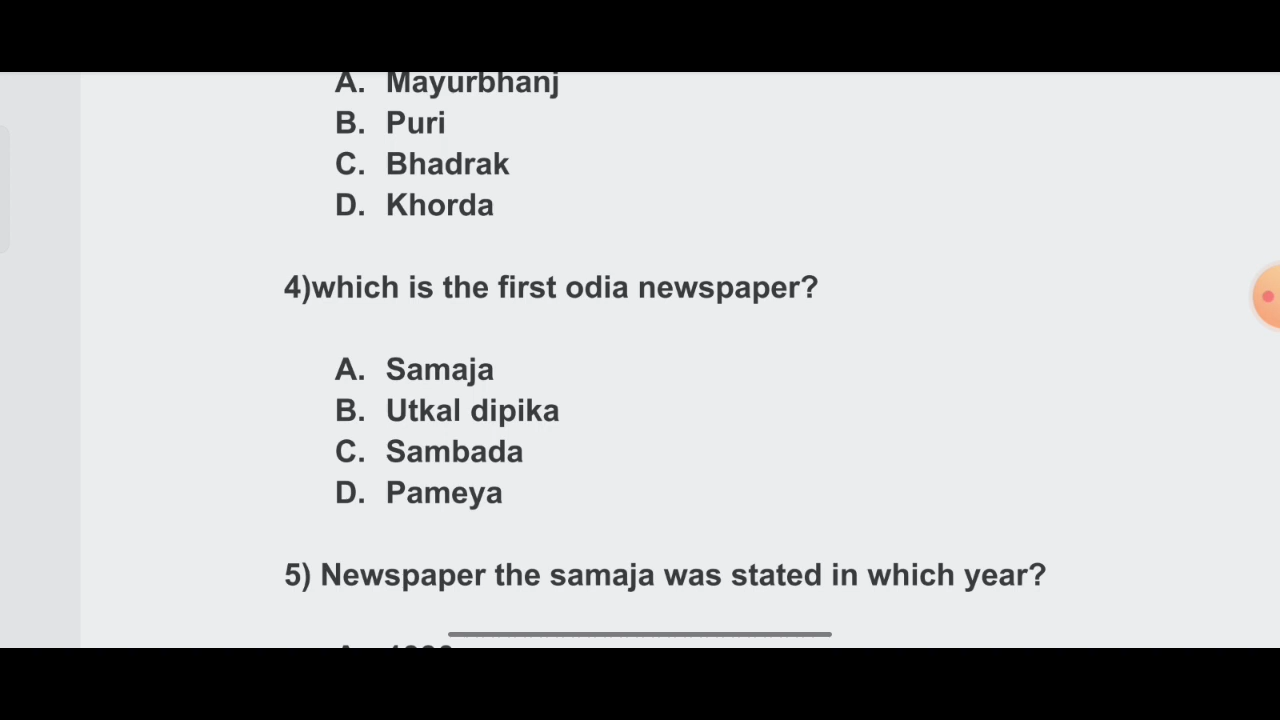 A. Mayurbhanj
B. Puri
C. Bhadrak
D. Khorda
4)which is the first odia newspaper?
A. Samaja
B. Utkal dipika
C. Sambada
D. Pameya
5) Newspaper the samaja was stated in which year?